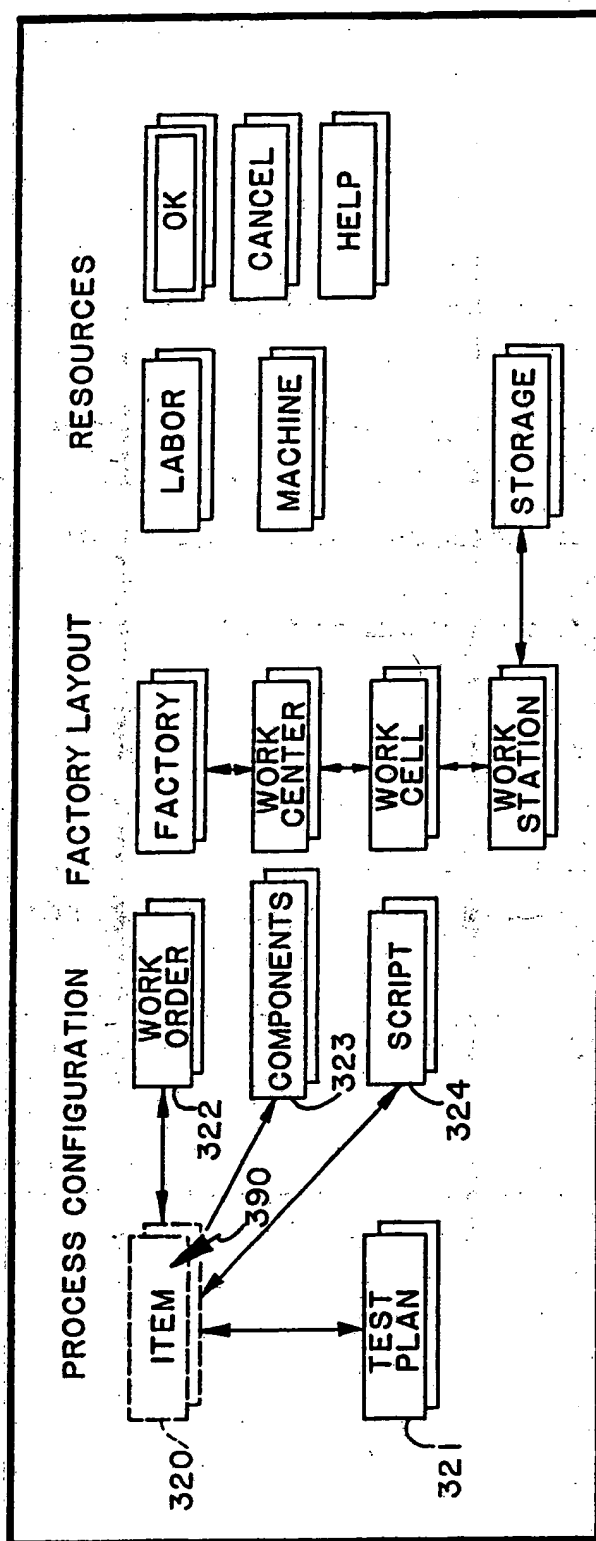 PROCESS CONFIGURATION
FACTORY LAYOUT
RESOURCES
ITEM
320
390
TEST
PLAN
321
WORK
ORDER
322
COMPONENTS
323
SCRIPT
324
FACTORY
WORK
CENTER
WORK
CELL
WORK
STATION
LABOR
MACHINE
STORAGE
OK
CANCEL
HELP